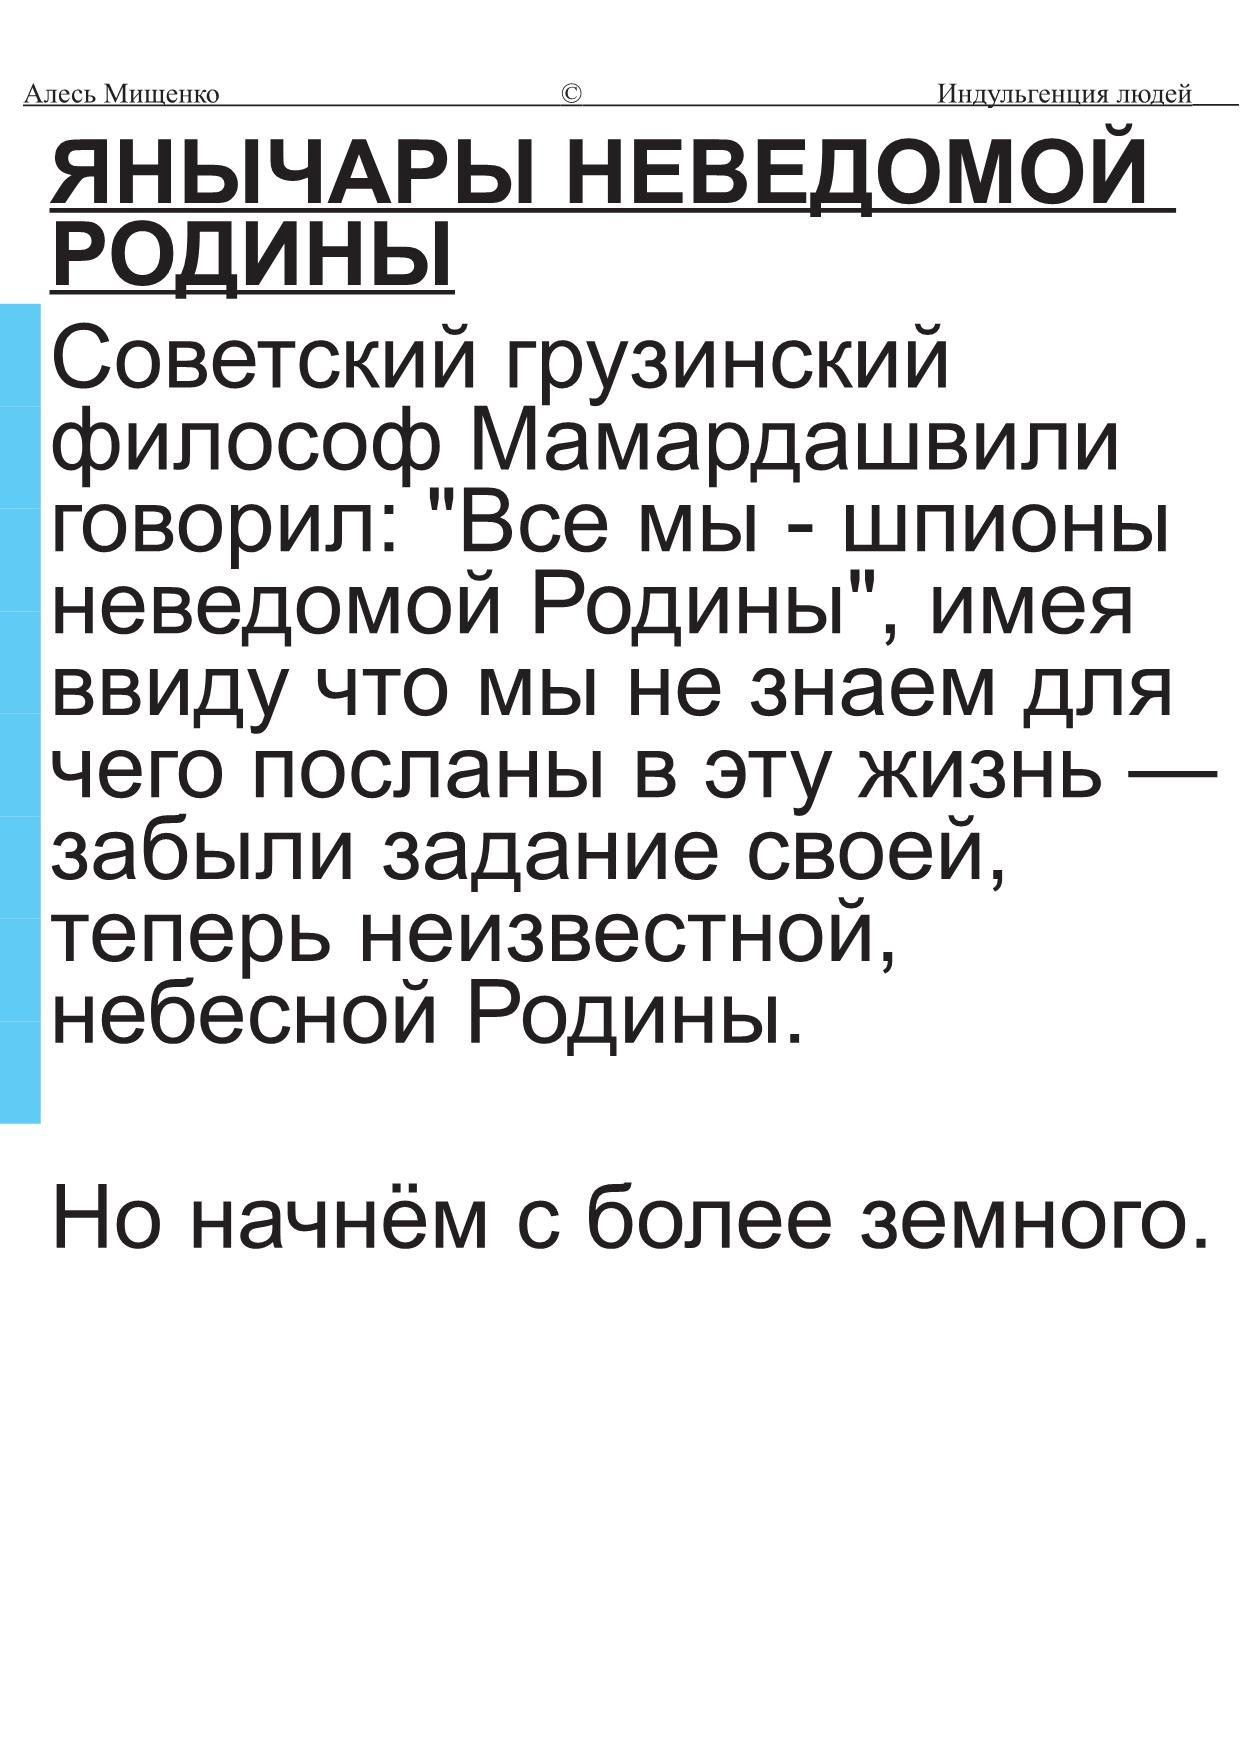 Алесь Мищенко © Индульгенция людей
ЯНЫЧАРЫ НЕВЕДОМОЙ
РОДИНЫ
Советский грузинский
философ Мамардашвили
говорил: "Все мы - шпионы
неведомой Родины", имея
ввиду что мы не знаем для
чего посланы в эту жизнь —
забыли задание своей,
теперь неизвестной,
небесной Родины.
Но начнём с более земного.